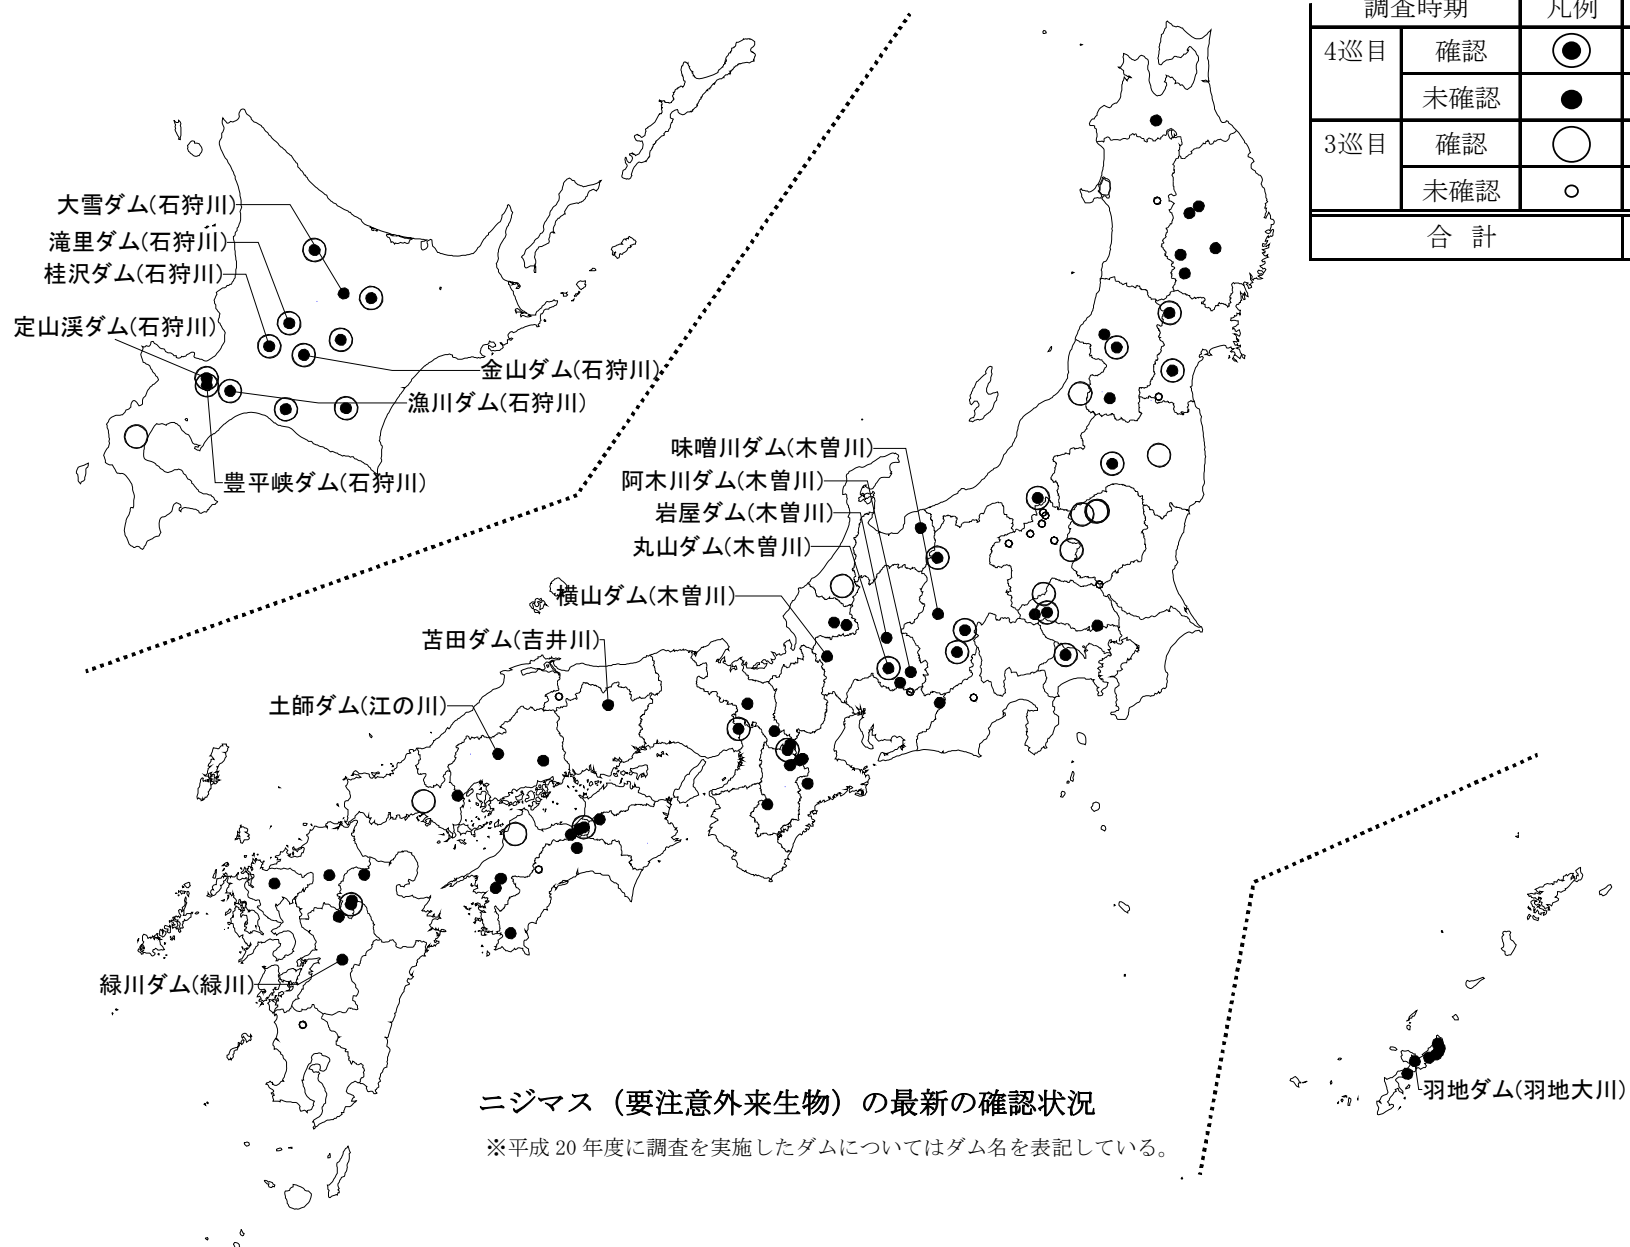 調査時期 凡例
4巡目 確認
未確認
3巡目 確認
未確認
合 計
大雪ダム(石狩川)
滝里ダム(石狩川)
桂沢ダム(石狩川)
定山渓ダム(石狩川)
金山ダム(石狩川)
漁川ダム(石狩川)
豊平峡ダム(石狩川)
味噌川ダム(木曽川)
阿木川ダム(木曽川)
岩屋ダム(木曽川)
丸山ダム(木曽川)
横山ダム(木曽川)
苫田ダム(吉井川)
土師ダム(江の川)
緑川ダム(緑川)
羽地ダム(羽地大川)
ニジマス（要注意外来生物）の最新の確認状況
※平成 20 年度に調査を実施したダムについてはダム名を表記している。